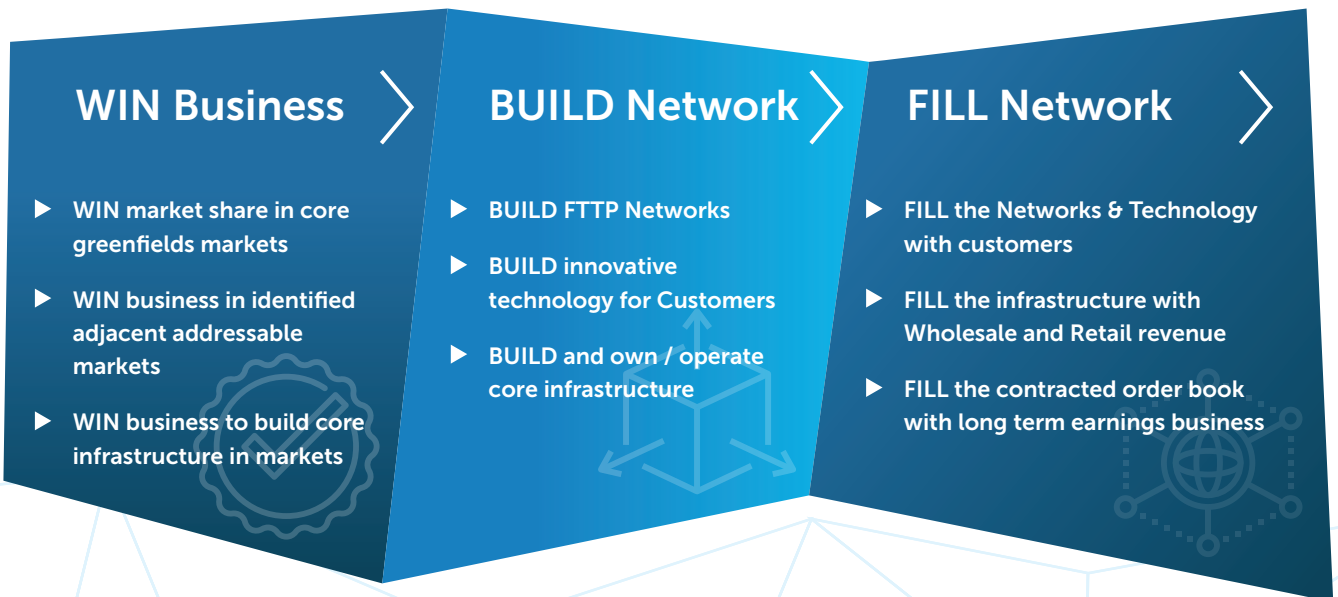 WIN Business
WIN market share in core
greenfields markets
WIN business in identified
adjacent addressable
markets
WIN business to build core
infrastructure in markets
BUILD Network
BUILD FTTP Networks
BUILD innovative
technology for Customers
BUILD and own / operate
core infrastructure
FILL Network
FILL the Networks & Technology
with customers
FILL the infrastructure with
Wholesale and Retail revenue
FILL the contracted order book
with long term earnings business